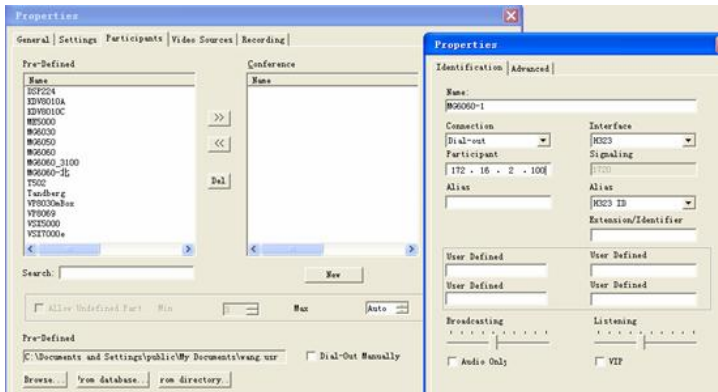 Properties
General
Settings
Participants
Video Sources
Recording
Pre-Defined
Name
DSP224
KDV8010A
KDV8010C
ME5000
MG6030
MG6050
MG6060
MG6060_3100
MG6060-北
T502
Tandberg
VP8030mBox
VP8069
VSX5000
VSX7000e
>>
<<
Del
Conference
Name
Search:
New
Allow Undefined Part
Min
Max
Auto
Pre-Defined
C:\Documents and Settings\public\My Documents\wang.usr
Dial-Out Manually
Browse...
rom database..
rom directory..
Properties
Identification
Advanced
Name:
MG6060-1
Connection
Interface
Dial-out
H323
Participant
Signaling
172 . 16 . 2 . 100
1720
Alias
Alias
H323 ID
Extension/Identifier
User Defined
User Defined
User Defined
User Defined
Broadcasting
Listening
Audio Only
VIP